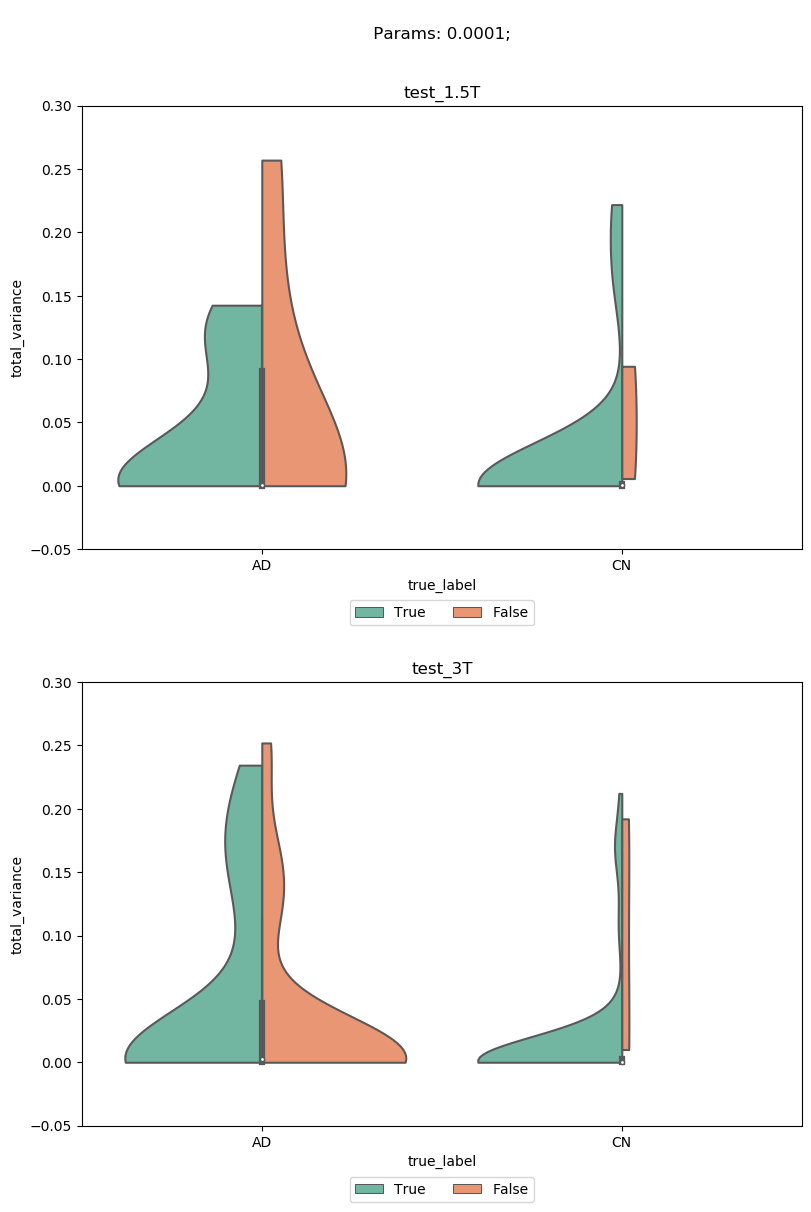 Params: 0.0001;
test_1.5T
0.30
0.25
0.20
0.15
0.10
0.05
0.00
−0.05
total_variance
AD CN
true_label
True False
test_3T
0.30
0.25
0.20
0.15
0.10
0.05
0.00
−0.05
total_variance
AD CN
true_label
True False